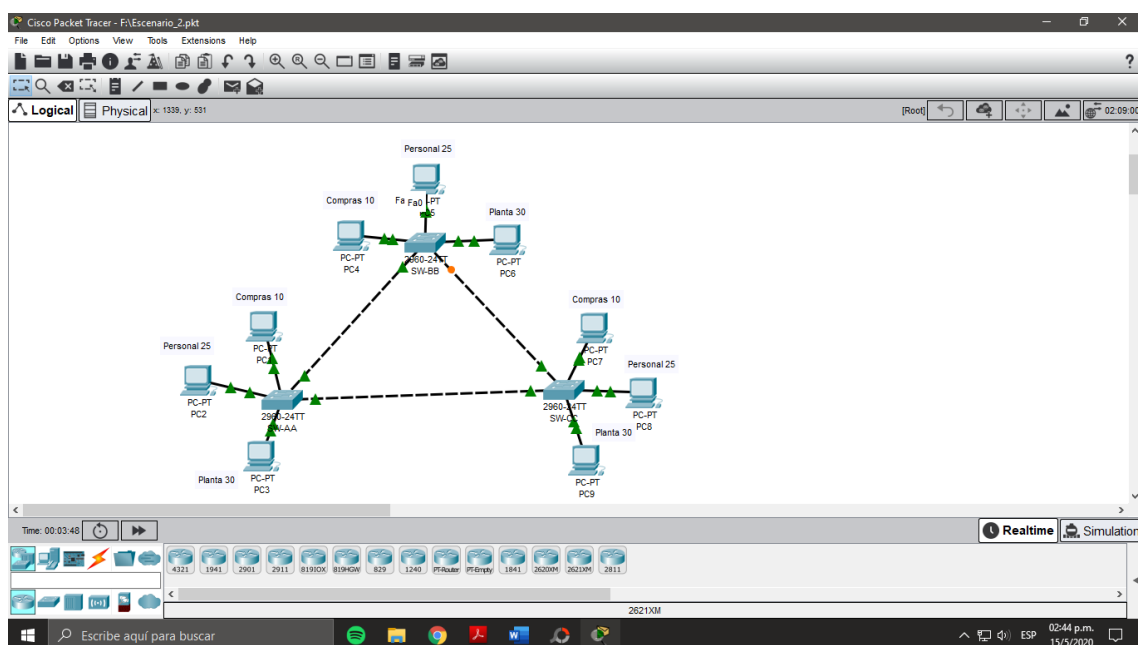 Cisco Packet Tracer - F:\Escenario_2.pkt
File Edit Options View Tools Extensions Help
?
Logical Physical x: 1339, y: 531 [Root] 02:09:00
Personal 25
Compras 10
Fa Fa0 -PT
Planta 30
PC-PT
PC4
2960-24TT
SW-BB
PC-PT
PC6
Compras 10
Compras 10
Personal 25
PC-PT
PC-PT
PC7
Personal 25
PC-PT
PC2
2960-24TT
SW-AA
2960-24TT
SW-CC
PC-PT
PC8
Planta 30
Planta 30
PC-PT
PC3
PC-PT
PC9
Time: 00:03:48 Realtime Simulation
4321 1941 2901 2911 819IOX 819HGW 829 1240 PT-Router PT-Empty 1841 2620XM 2621XM 2811
2621XM
Escribe aquí para buscar
ESP
02:44 p.m.
15/5/2020